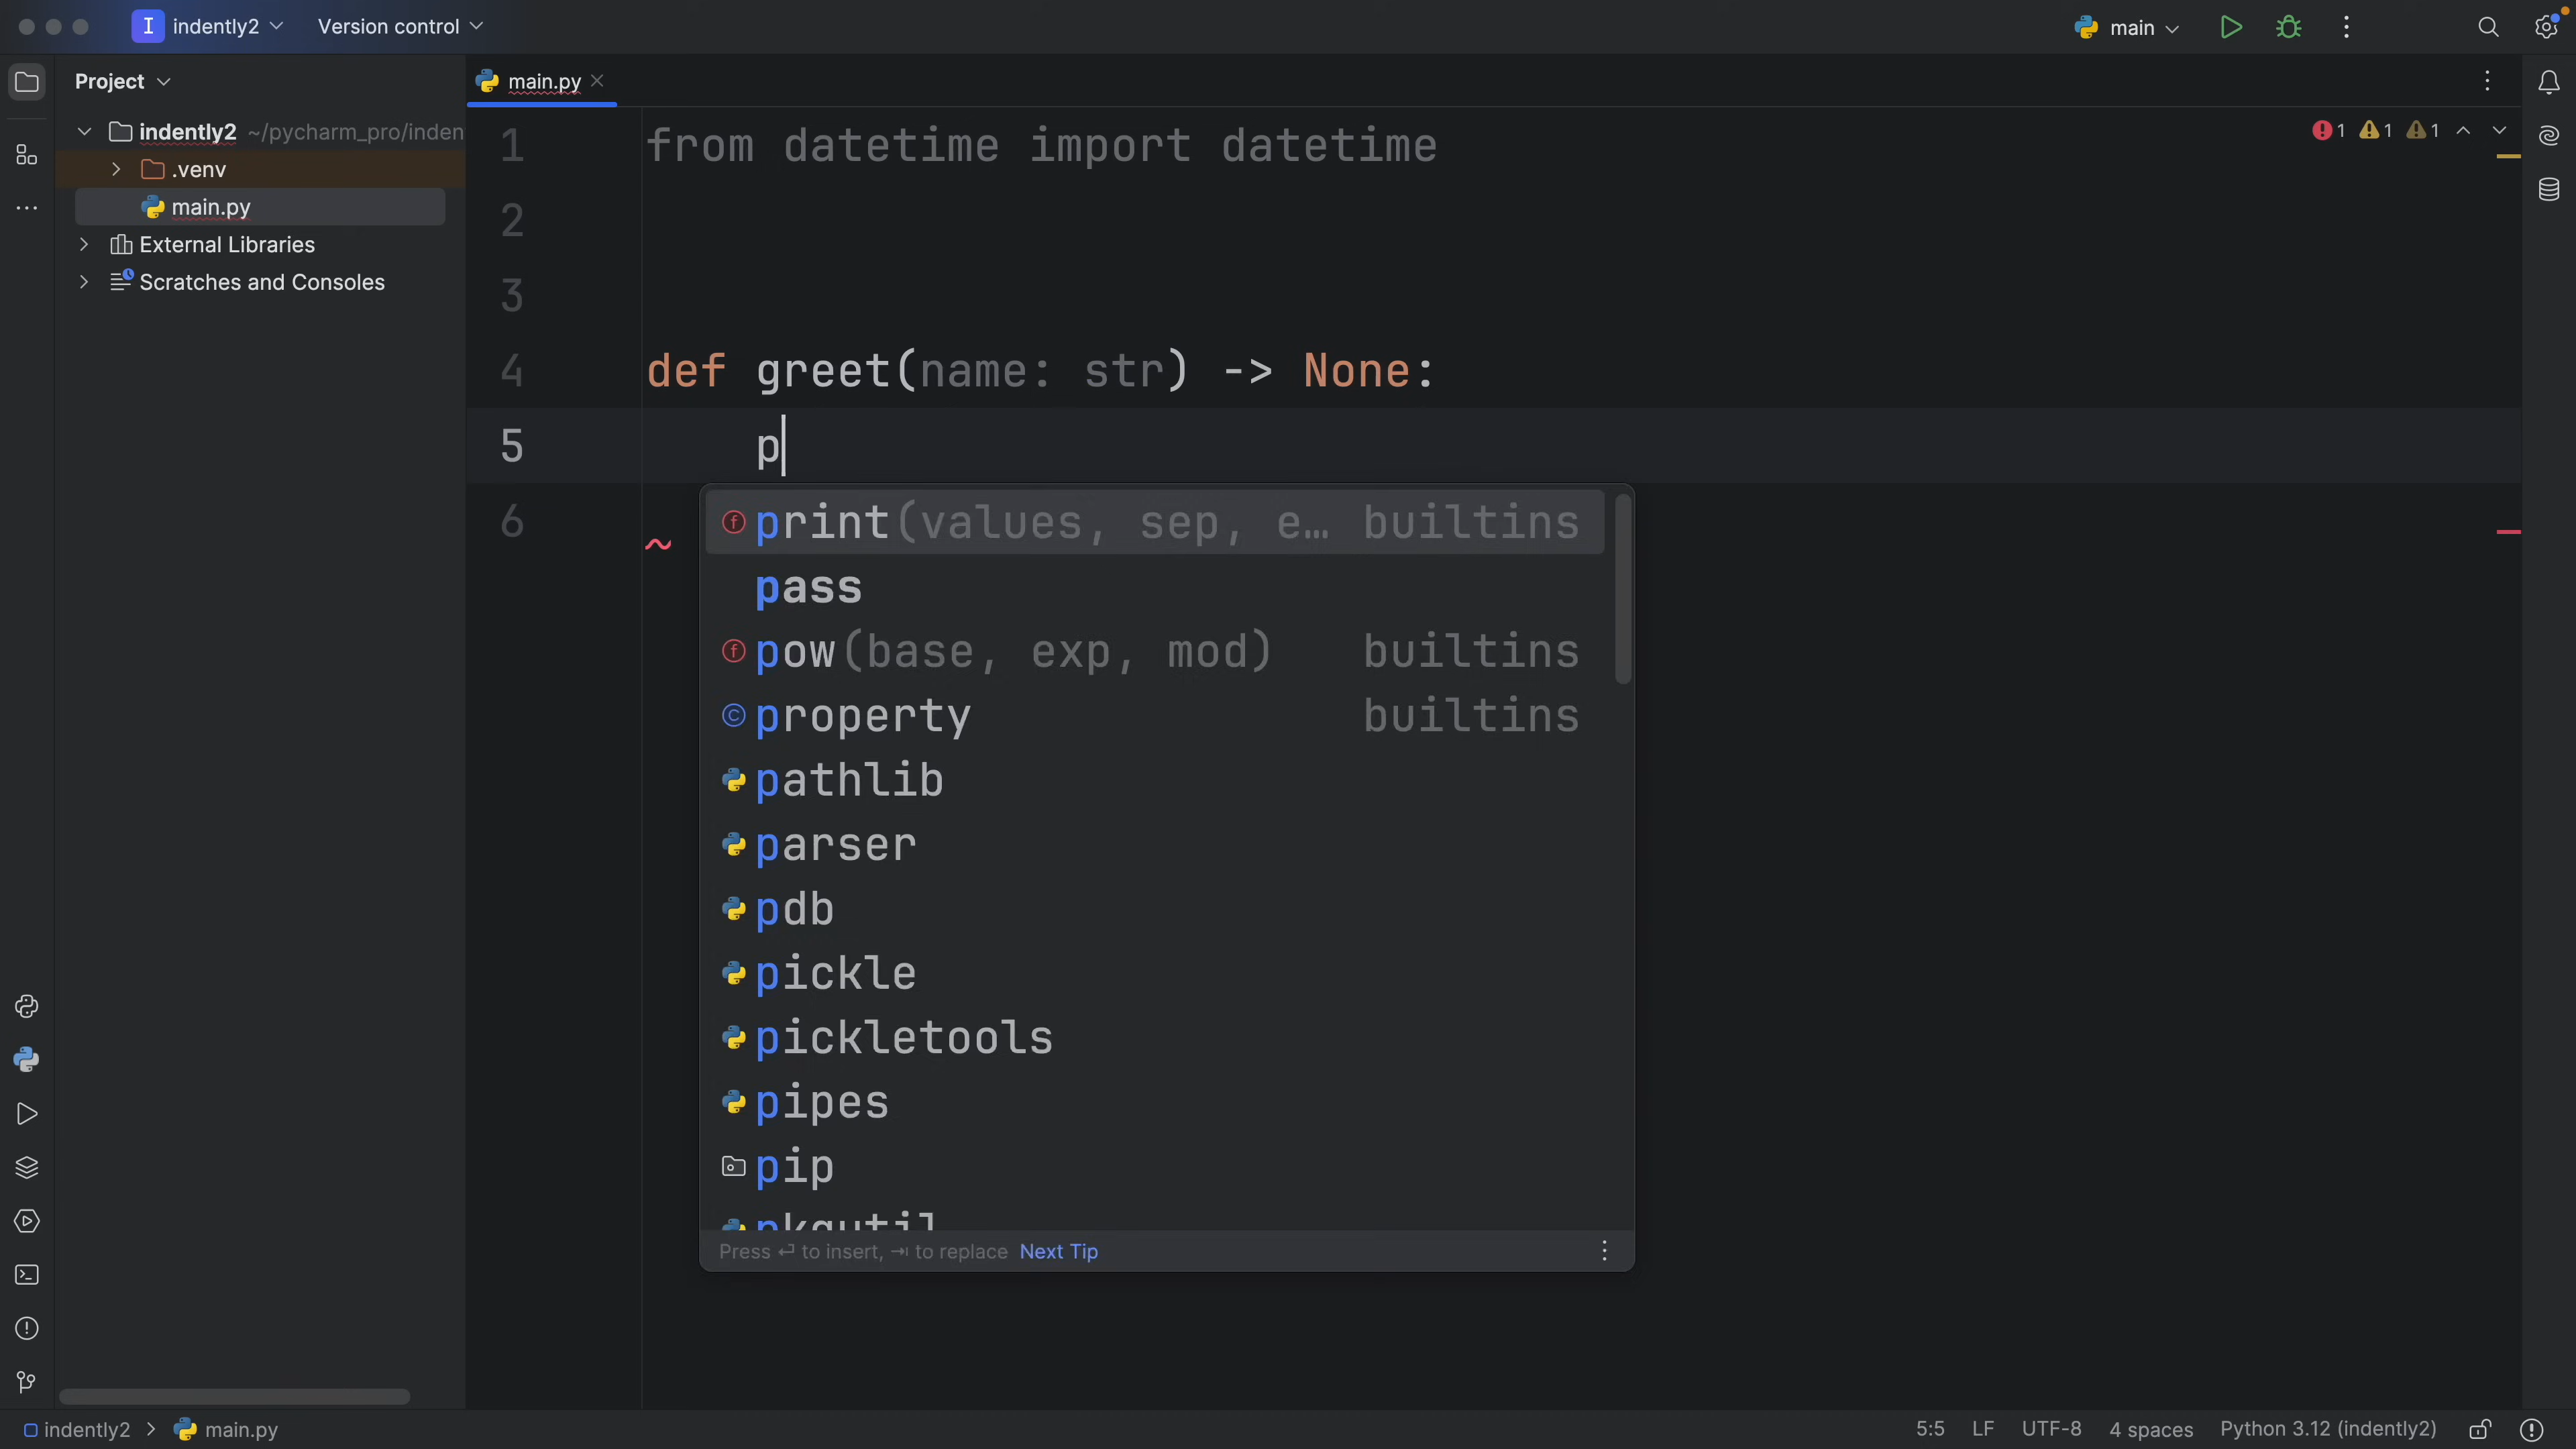 I indently2 Version control main
Project
main.py
indently2 ~/pycharm_pro/inden
.venv
main.py
External Libraries
Scratches and Consoles
1 from datetime import datetime
1 1 1
2
3
4 def greet(name: str) -> None:
5 p
6
print(values, sep, e… builtins
pass
pow(base, exp, mod) builtins
property builtins
pathlib
parser
pdb
pickle
pickletools
pipes
pip
pkgutil
Press ⏎ to insert, ⇥ to replace Next Tip
indently2 main.py 5:5 LF UTF-8 4 spaces Python 3.12 (indently2)